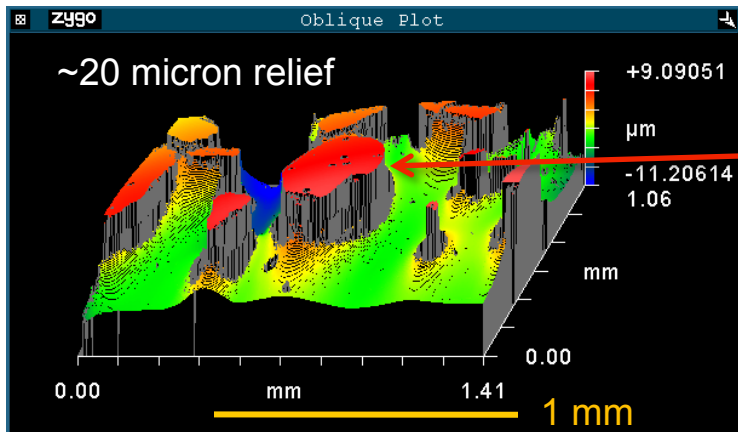 zygo
Oblique Plot
~20 micron relief
+9.09051
µm
-11.20614
1.06
mm
0.00
0.00
mm
1.41
1 mm